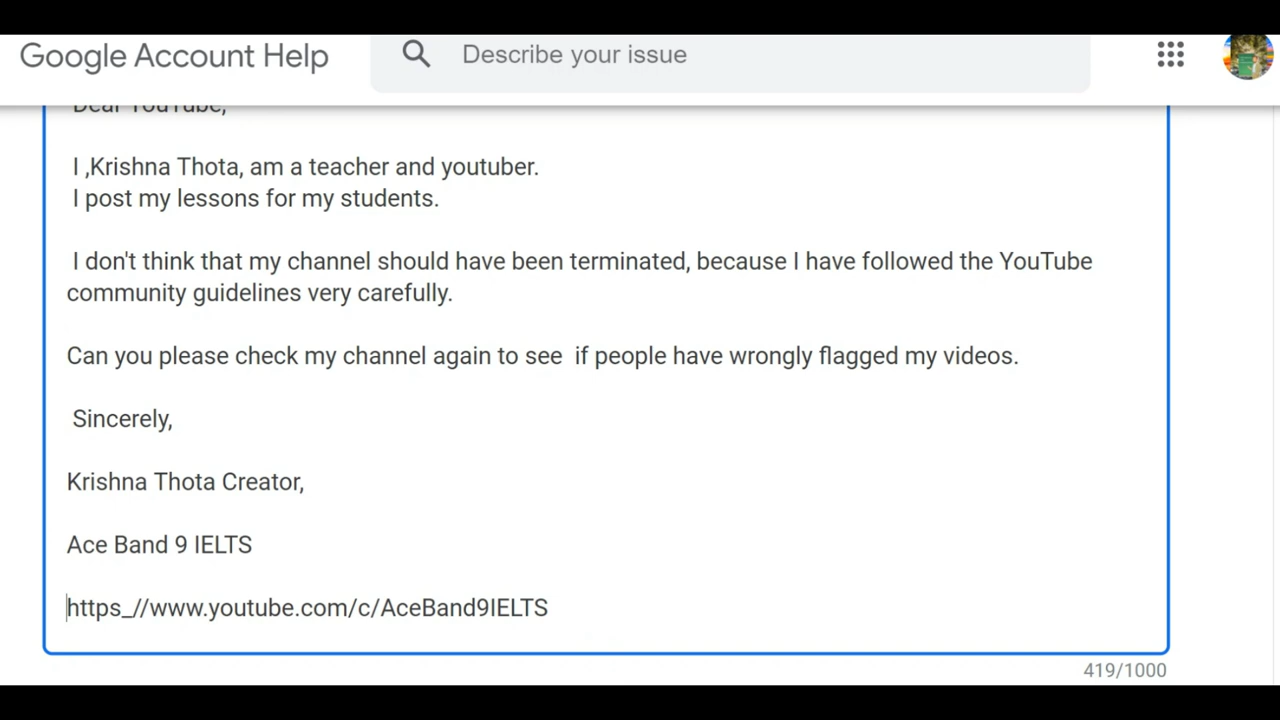 Google Account Help
Describe your issue
Dear YouTube,
I ,Krishna Thota, am a teacher and youtuber.
I post my lessons for my students.
I don't think that my channel should have been terminated, because I have followed the YouTube
community guidelines very carefully.
Can you please check my channel again to see  if people have wrongly flagged my videos.
Sincerely,
Krishna Thota Creator,
Ace Band 9 IELTS
https_//www.youtube.com/c/AceBand9IELTS
419/1000